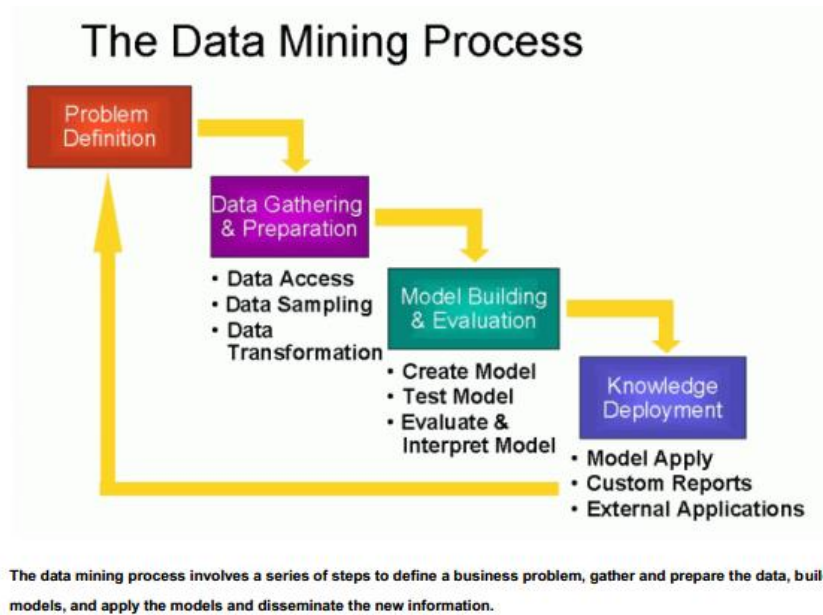 The Data Mining Process
Problem
Definition
Data Gathering
& Preparation
• Data Access
• Data Sampling
• Data
Transformation
Model Building
& Evaluation
• Create Model
• Test Model
• Evaluate &
Interpret Model
Knowledge
Deployment
• Model Apply
• Custom Reports
• External Applications
The data mining process involves a series of steps to define a business problem, gather and prepare the data, buil
models, and apply the models and disseminate the new information.